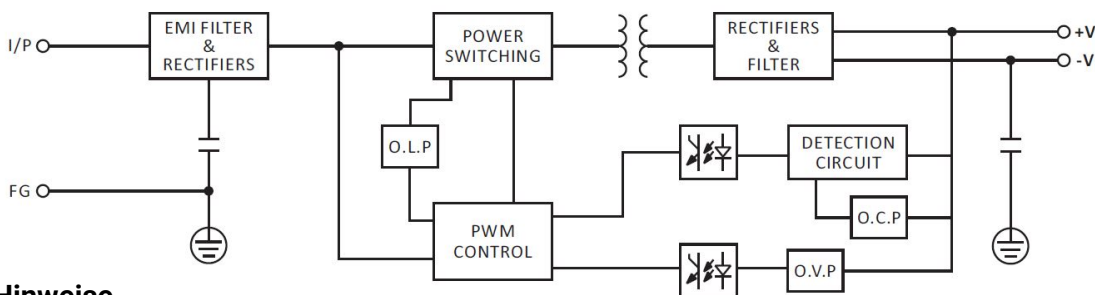 I/P
EMI FILTER
&
RECTIFIERS
POWER
SWITCHING
RECTIFIERS
&
FILTER
+V
-V
O.L.P
DETECTION
CIRCUIT
FG
PWM
CONTROL
O.C.P
O.V.P
Hinweise